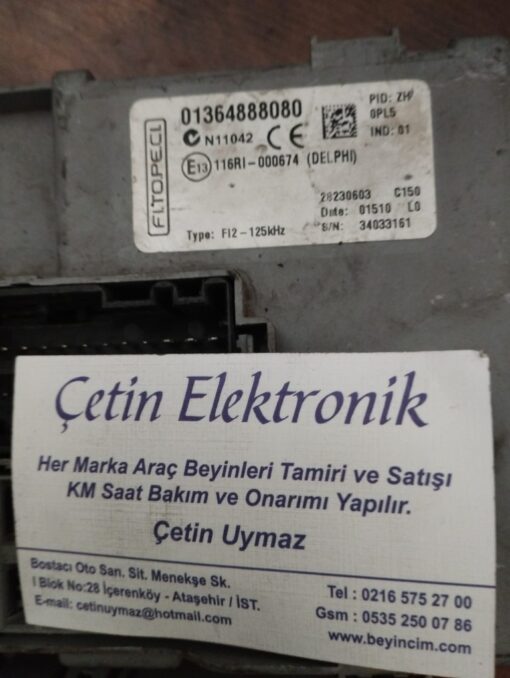 FI.TO.PE.C.I.
01364888080
N11042 CE
E13 116RI-000674 (DELPHI)
PID: ZH
0PL5
IND: 01
28230603 C150
Date: 01510 L0
Type: FI2-125kHz
S/N: 34033161
Çetin Elektronik
Her Marka Araç Beyinleri Tamiri ve Satışı
KM Saat Bakım ve Onarımı Yapılır.
Çetin Uymaz
Bostacı Oto San. Sit. Menekşe Sk.
I Blok No:28 İçerenköy - Ataşehir / İST.
E-mail: cetinuymaz@hotmail.com
Tel : 0216 575 27 00
Gsm : 0535 250 07 86
www.beyincim.com